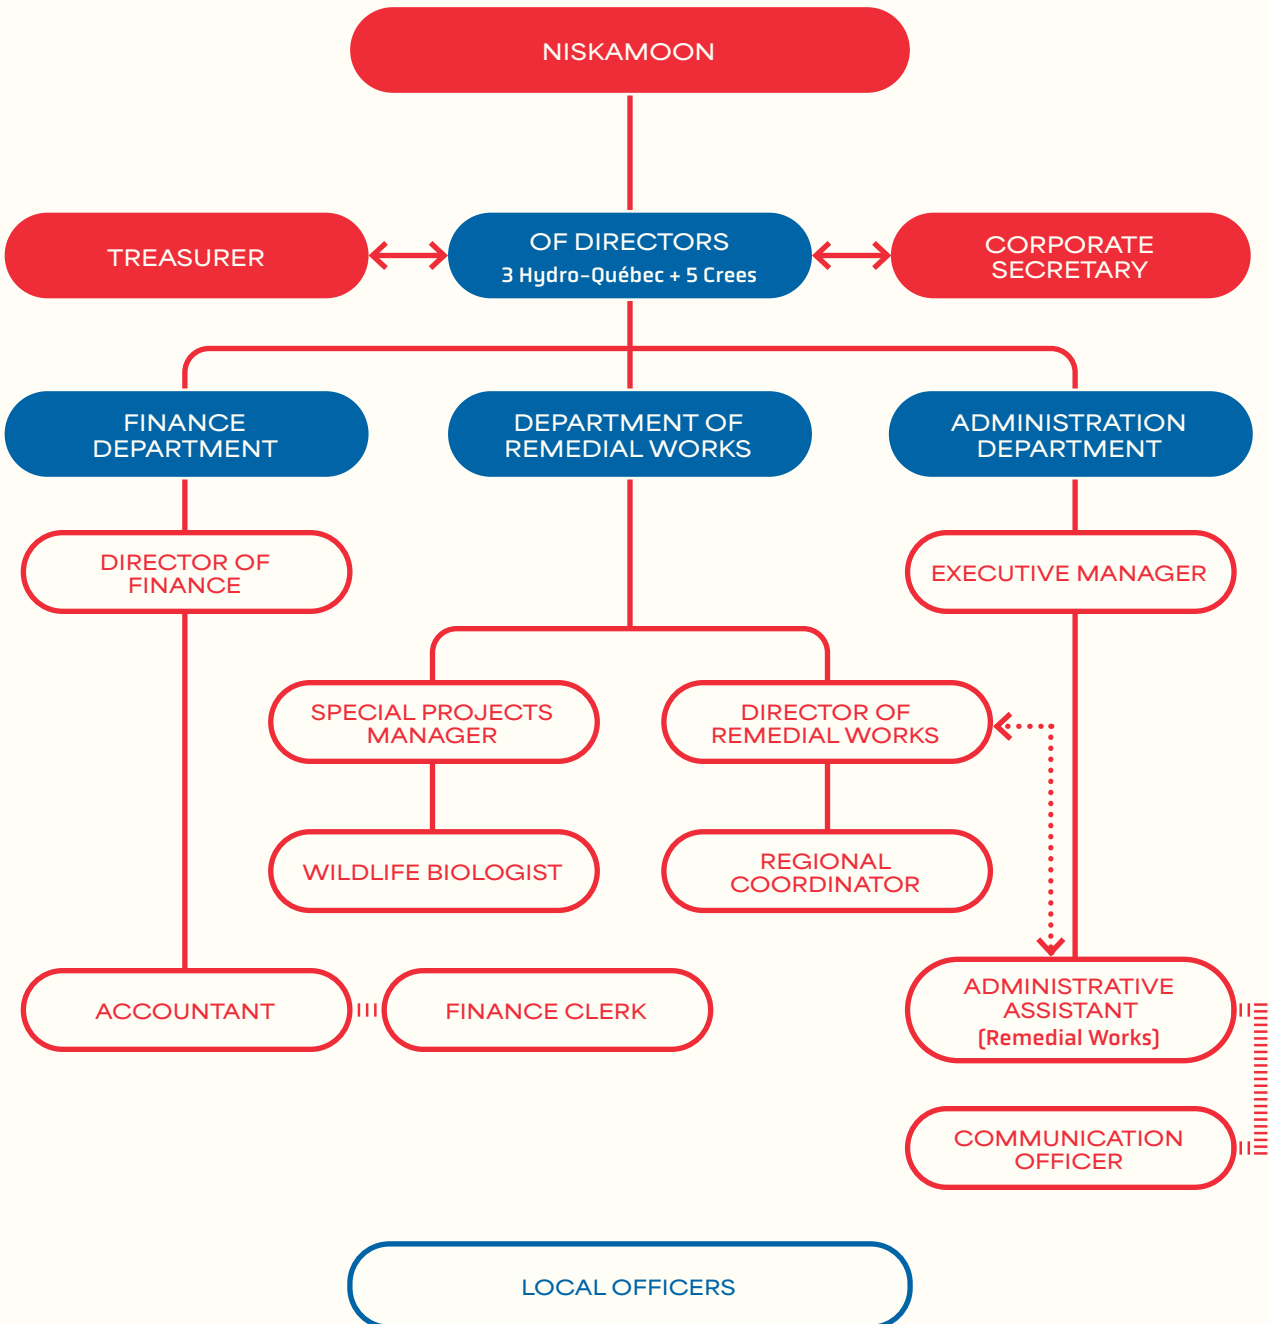 NISKAMOON
TREASURER
OF DIRECTORS
3 Hydro-Québec + 5 Crees
CORPORATE
SECRETARY
FINANCE
DEPARTMENT
DEPARTMENT OF
REMEDIAL WORKS
ADMINISTRATION
DEPARTMENT
DIRECTOR OF
FINANCE
EXECUTIVE MANAGER
SPECIAL PROJECTS
MANAGER
DIRECTOR OF
REMEDIAL WORKS
WILDLIFE BIOLOGIST
REGIONAL
COORDINATOR
ACCOUNTANT
FINANCE CLERK
ADMINISTRATIVE
ASSISTANT
(Remedial Works)
COMMUNICATION
OFFICER
LOCAL OFFICERS